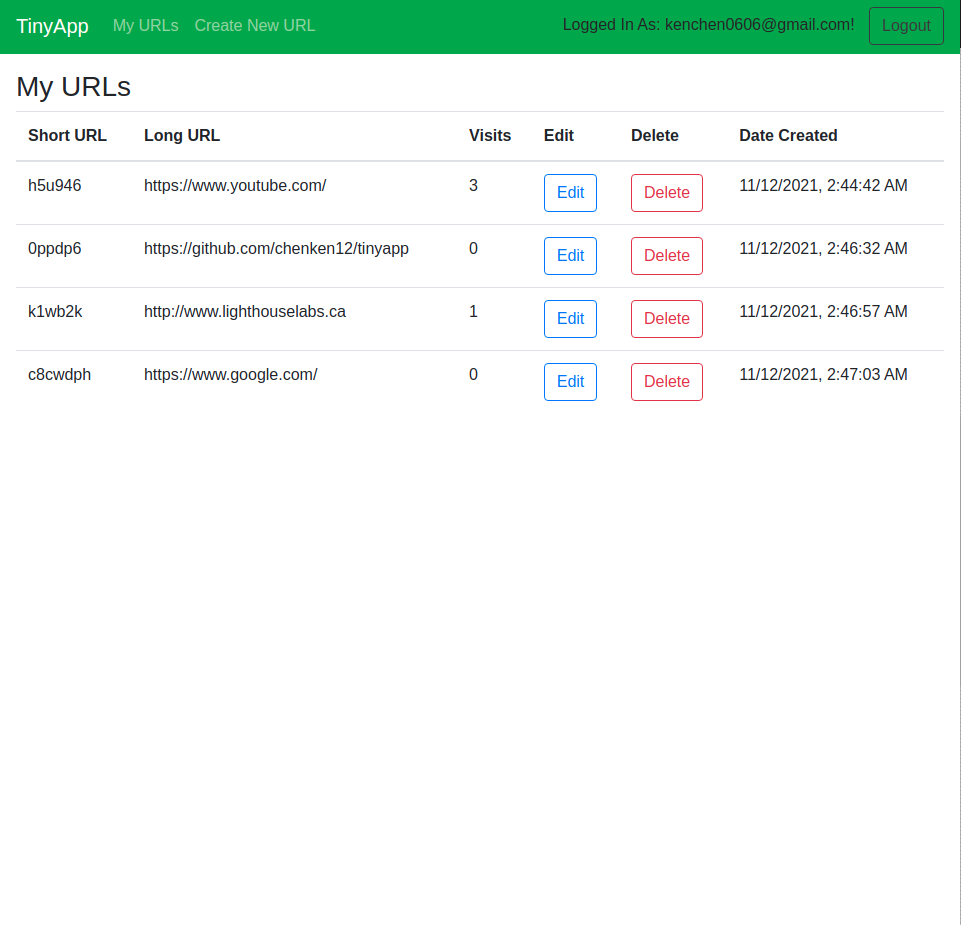 TinyApp My URLs Create New URL Logged In As: kenchen0606@gmail.com! Logout
My URLs
Short URL Long URL Visits Edit Delete Date Created
h5u946 https://www.youtube.com/ 3 Edit Delete 11/12/2021, 2:44:42 AM
0ppdp6 https://github.com/chenken12/tinyapp 0 Edit Delete 11/12/2021, 2:46:32 AM
k1wb2k http://www.lighthouselabs.ca 1 Edit Delete 11/12/2021, 2:46:57 AM
c8cwdph https://www.google.com/ 0 Edit Delete 11/12/2021, 2:47:03 AM